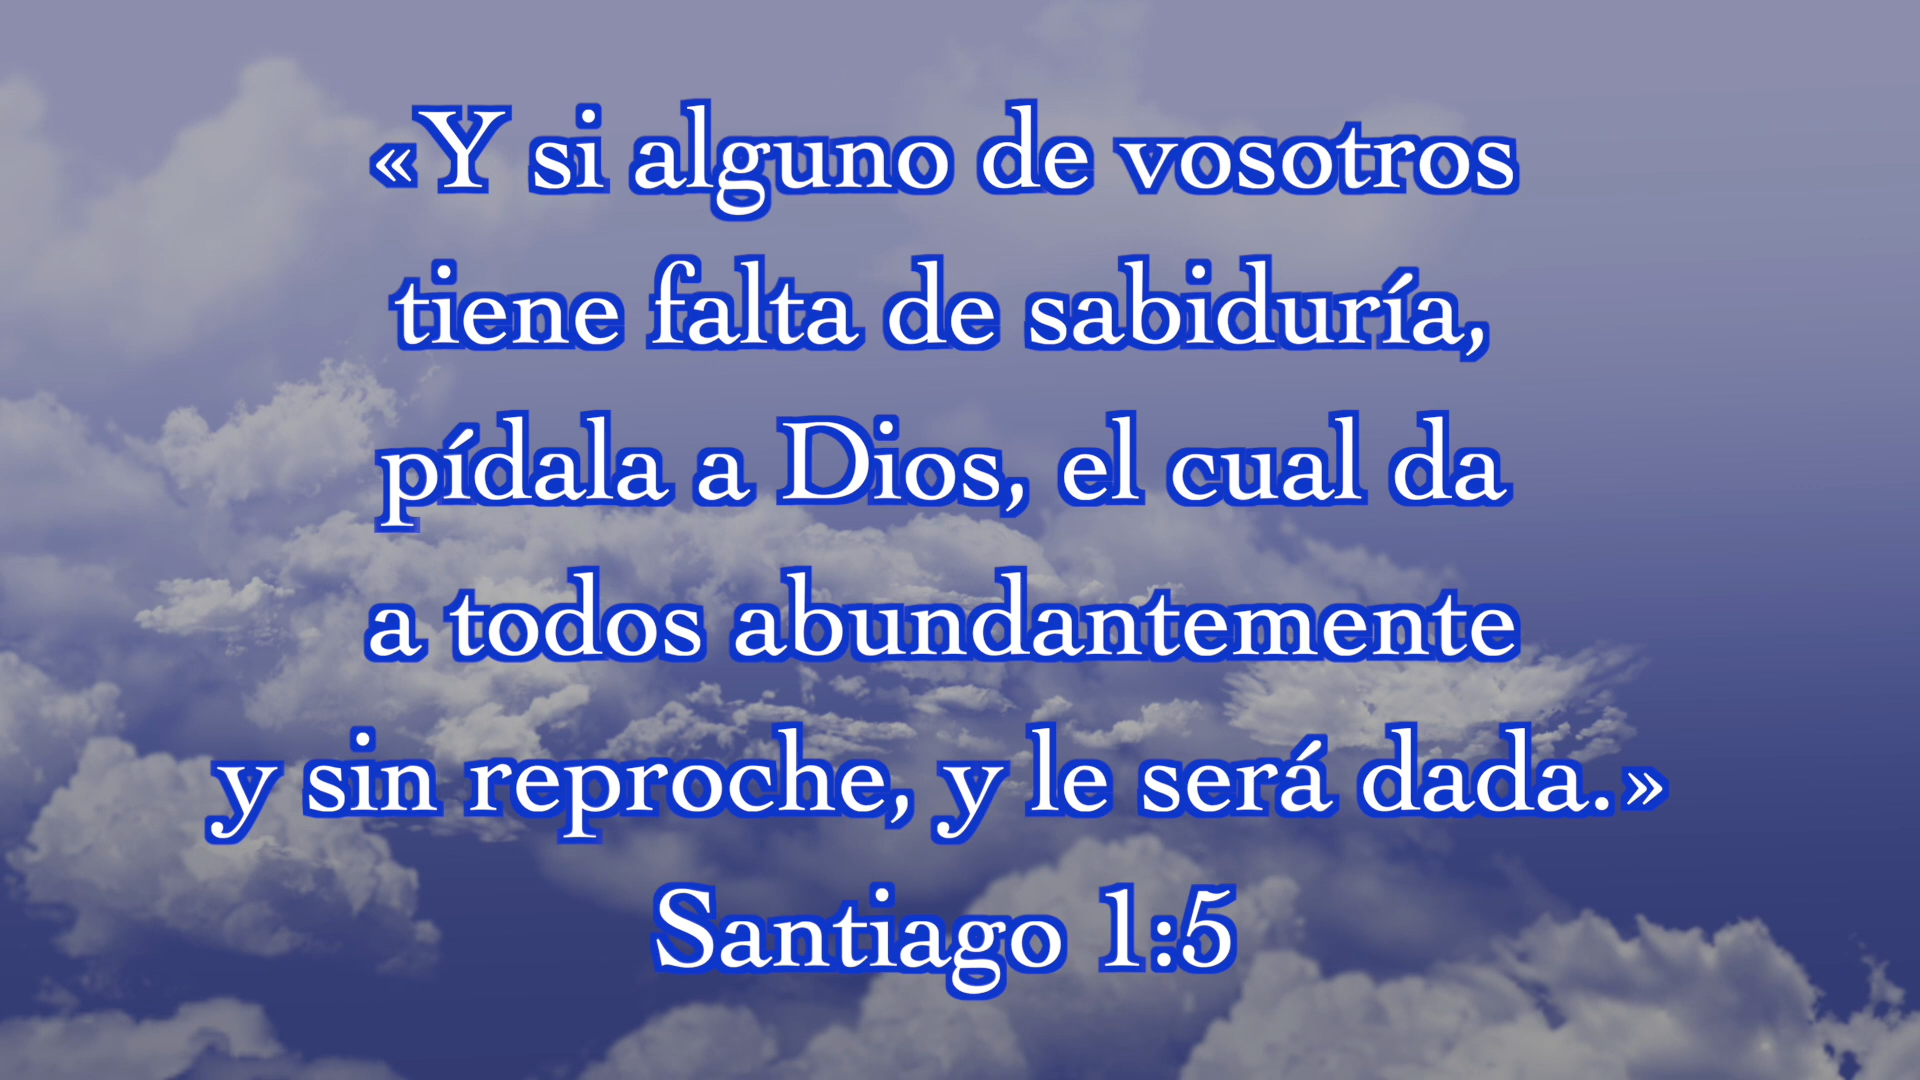 «Y si alguno de vosotros
tiene falta de sabiduría,
pídala a Dios, el cual da
a todos abundantemente
y sin reproche, y le será dada.»
Santiago 1:5